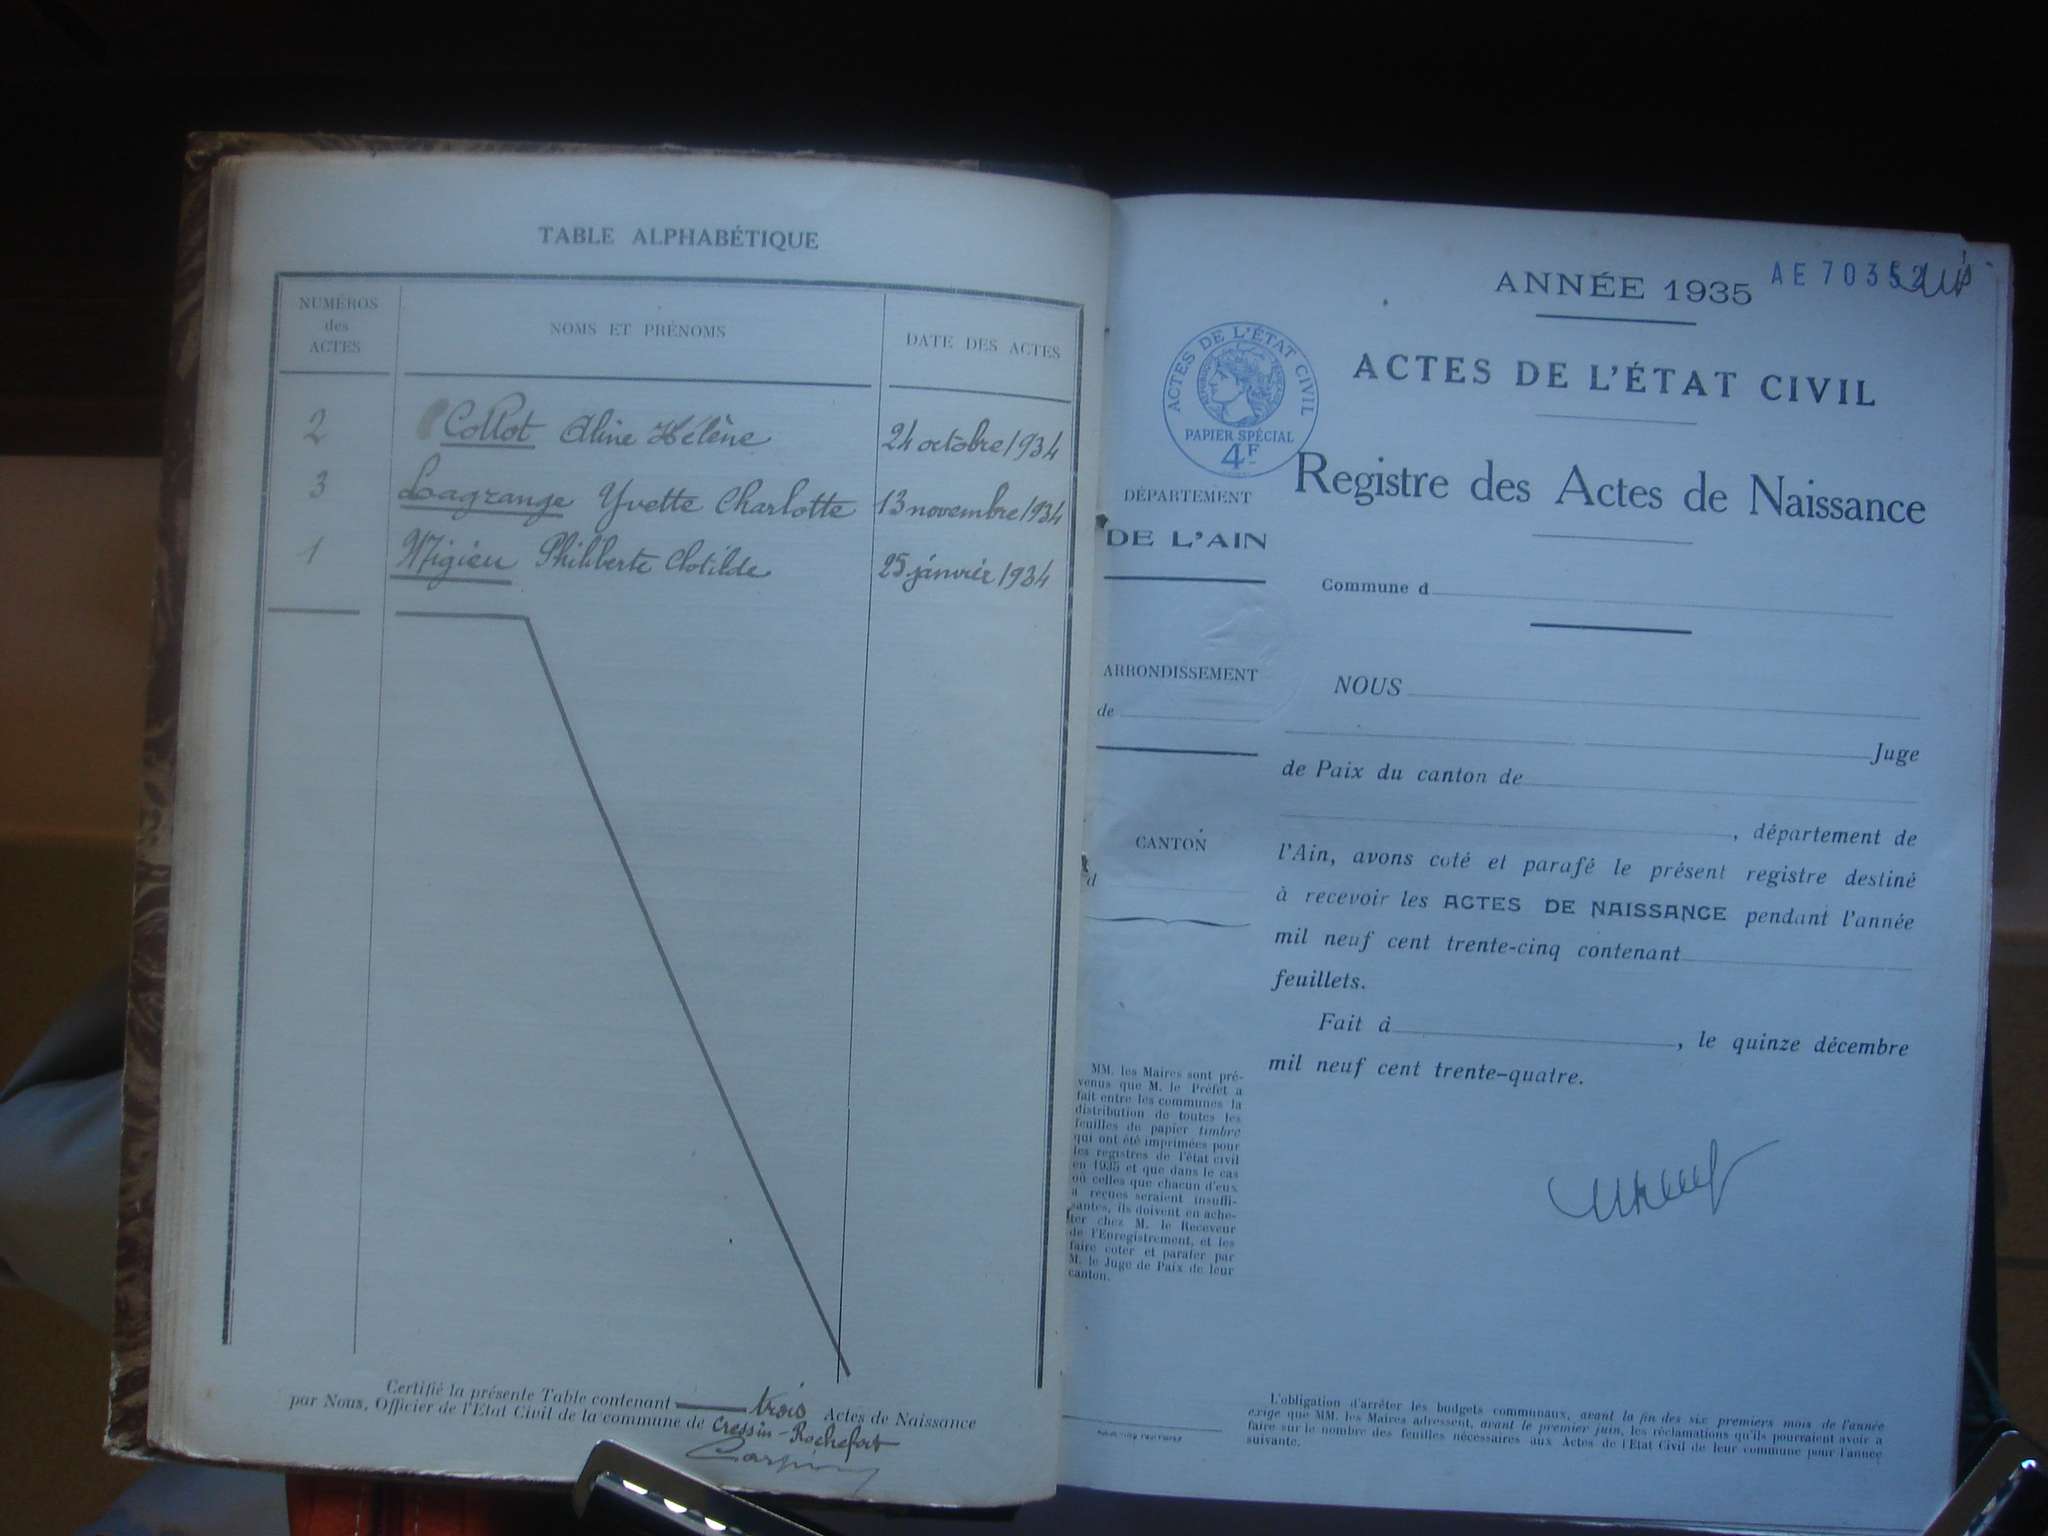 TABLE ALPHABÉTIQUE
NUMÉROS
des
ACTES
NOMS ET PRÉNOMS
DATE DES ACTES
2 Collot Aline Hélène 24 octobre 1934
3 Lagrange Yvette Charlotte 13 novembre 1934
1 Migieu Philiberte Clotilde 25 janvier 1934
Certifié la présente Table contenant trois Actes de Naissance
par Nous, Officier de l'Etat Civil de la commune de Cressin-Rochefort
ANNÉE 1935 AE 7035
ACTES DE L'ÉTAT CIVIL
RÉPUBLIQUE FRANÇAISE
PAPIER SPÉCIAL
4F
ACTES DE L'ÉTAT CIVIL
Registre des Actes de Naissance
DÉPARTEMENT
DE L'AIN
Commune d
ARRONDISSEMENT
de
NOUS
Juge
de Paix du canton de
, département de
CANTON
d
l'Ain, avons coté et parafé le présent registre destiné
à recevoir les ACTES DE NAISSANCE pendant l'année
mil neuf cent trente-cinq contenant
feuillets.
Fait à , le quinze décembre
mil neuf cent trente-quatre.
MM. les Maires sont pré-
venus que M. le Préfet a
fait entre les communes la
distribution de toutes les
feuilles de papier timbré
qui ont été imprimées pour
les registres de l'état civil
en 1935 et que dans le cas
où celles que chacun d'eux
a reçues seraient insuffi-
santes, ils doivent en ache-
ter chez M. le Receveur
de l'Enregistrement, et les
faire coter et parafer par
M. le Juge de Paix de leur
canton.
L'obligation d'arrêter les budgets communaux, avant la fin des six premiers mois de l'année
exige que MM. les Maires adressent, avant le premier juin, les réclamations qu'ils pourraient avoir à
faire sur le nombre des feuilles nécessaires aux Actes de l'Etat Civil de leur commune pour l'année
suivante.